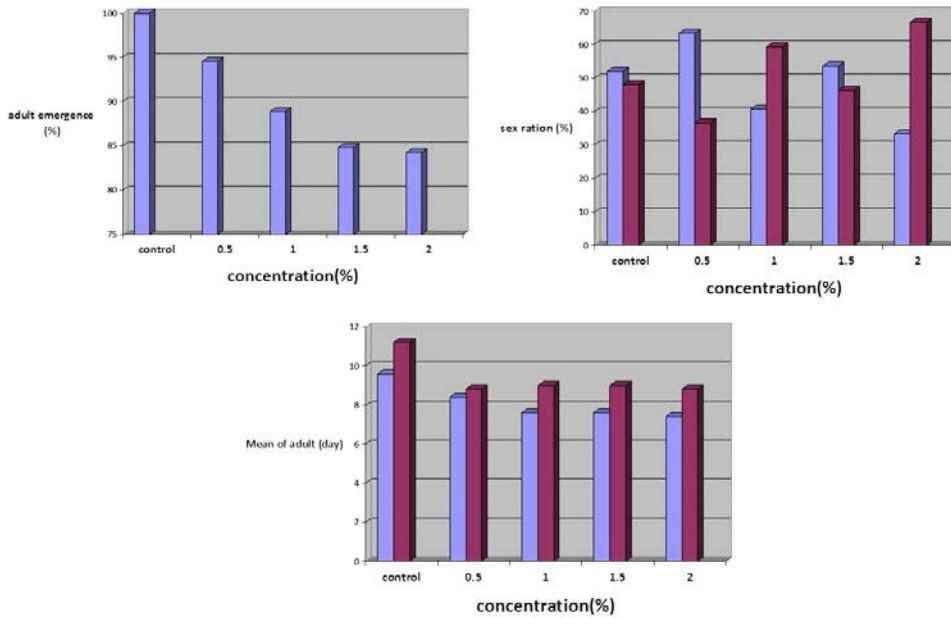 100
95
90
85
80
75
adult emergence
(%)
control 0.5 1 1.5 2
concentration(%)
70
60
50
40
30
20
10
0
sex ration (%)
control 0.5 1 1.5 2
concentration(%)
12
10
8
6
4
2
0
Mean of adult (day)
control 0.5 1 1.5 2
concentration(%)